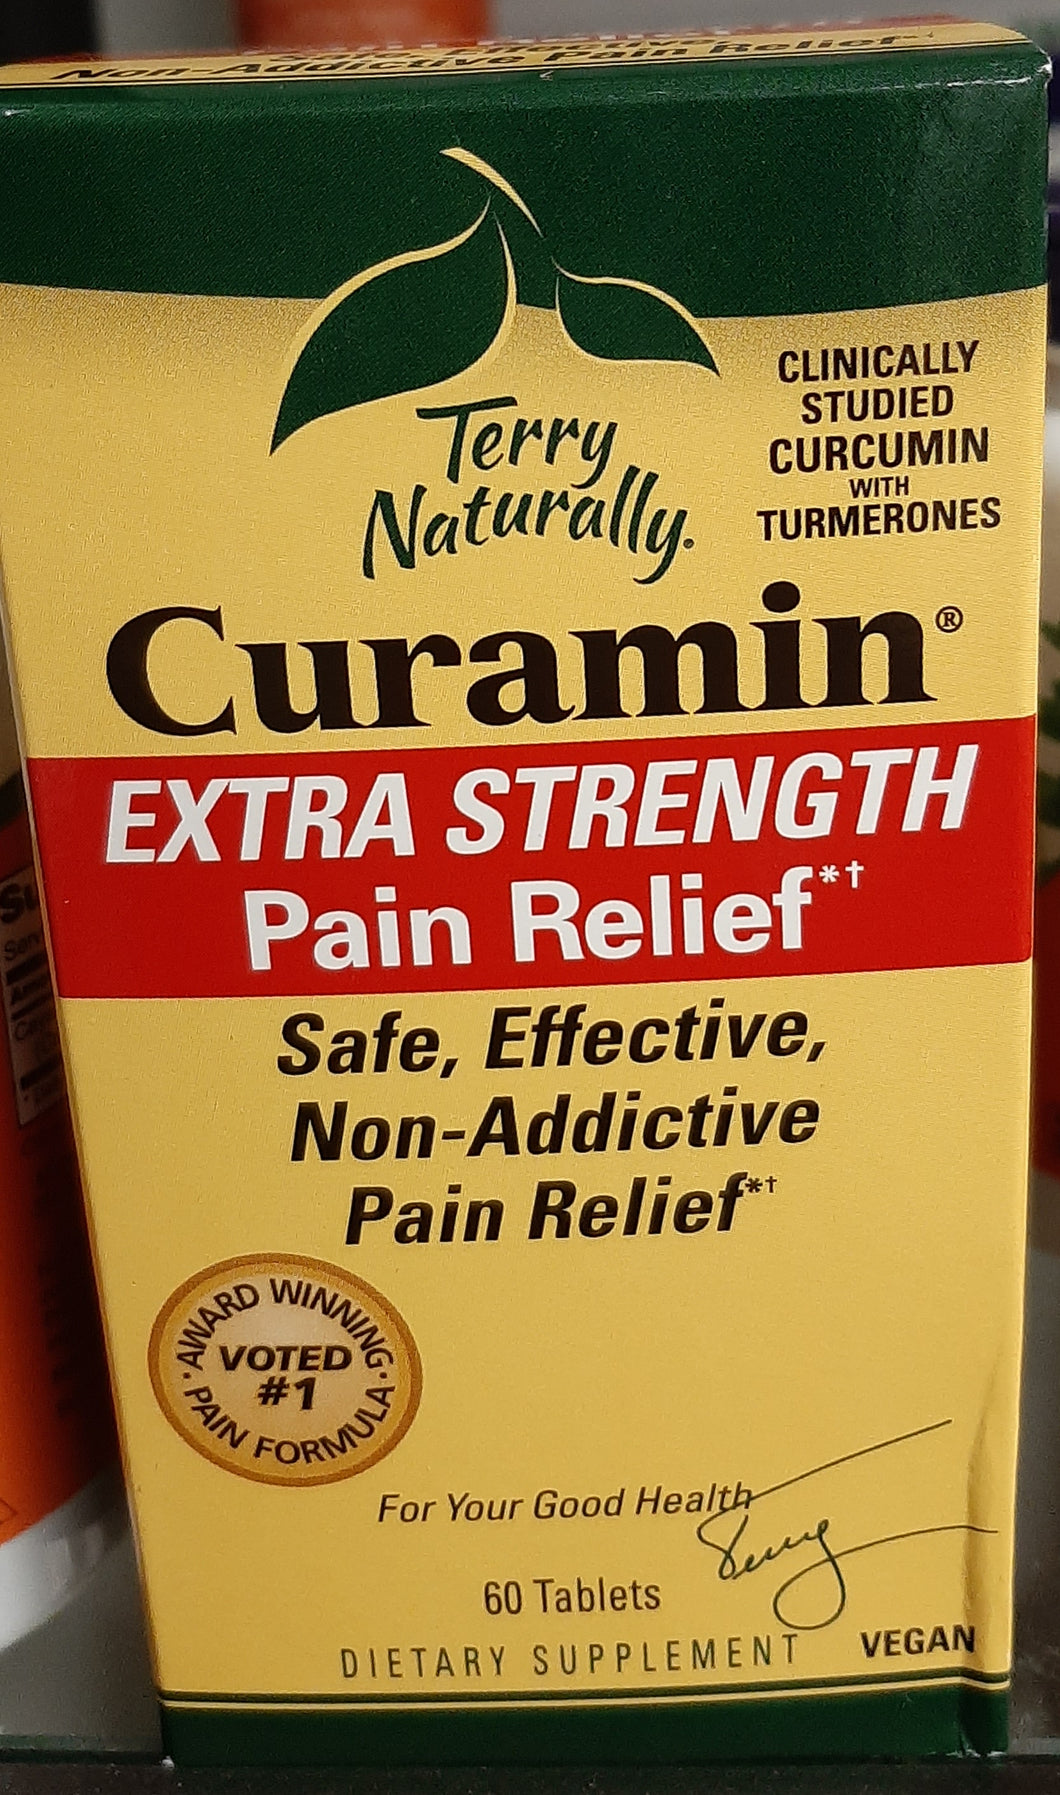 Non-Addictive Pain Relief*†
Terry
Naturally.
CLINICALLY
STUDIED
CURCUMIN
WITH
TURMERONES
Curamin®
EXTRA STRENGTH
Pain Relief*†
Safe, Effective,
Non-Addictive
Pain Relief*†
AWARD WINNING
VOTED
#1
PAIN FORMULA
For Your Good Health
Terry
60 Tablets
DIETARY SUPPLEMENT
VEGAN